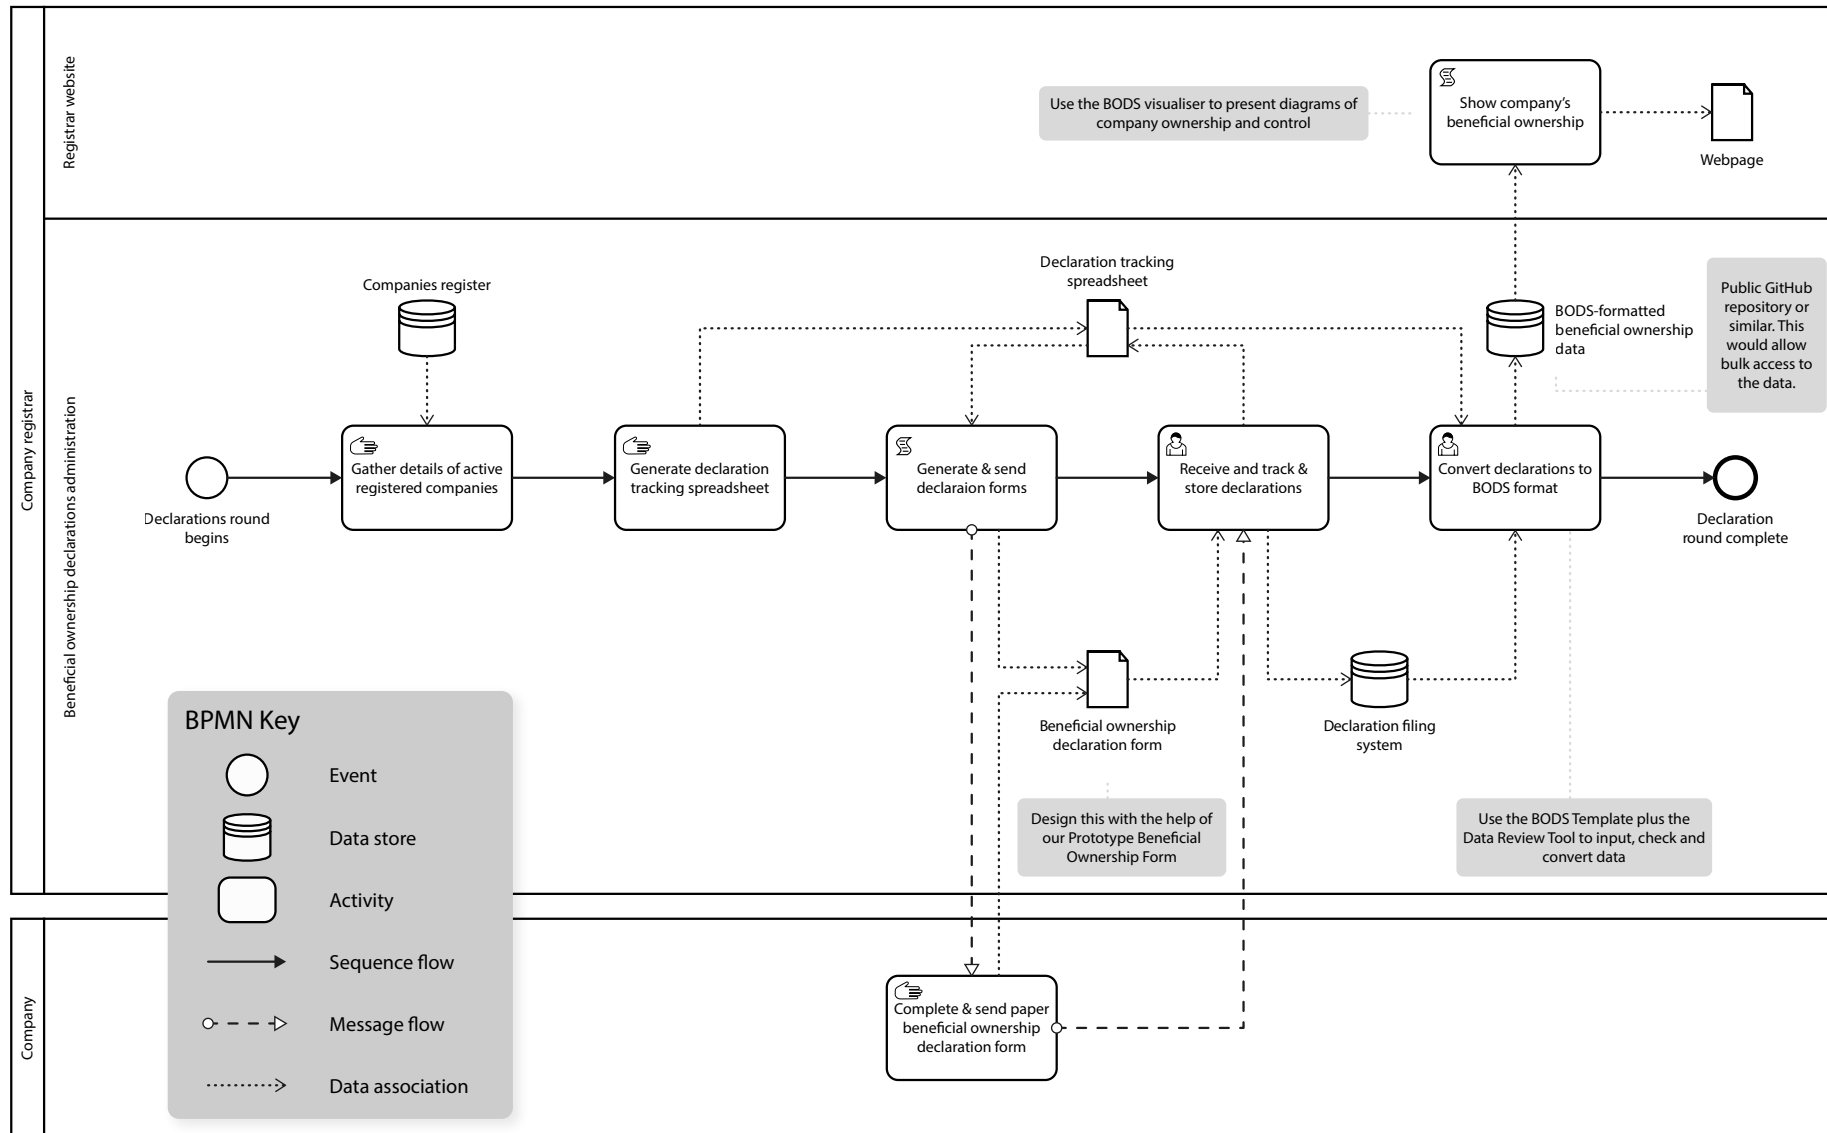 Company registrar
Registrar website
Use the BODS visualiser to present diagrams of
company ownership and control
Show company's
beneficial ownership
Webpage
Beneficial ownership declarations administration
Companies register
Declaration tracking
spreadsheet
BODS-formatted
beneficial ownership
data
Public GitHub
repository or
similar. This
would allow
bulk access to
the data.
Declarations round
begins
Gather details of active
registered companies
Generate declaration
tracking spreadsheet
Generate & send
declaraion forms
Receive and track &
store declarations
Convert declarations to
BODS format
Declaration
round complete
Beneficial ownership
declaration form
Declaration filing
system
Design this with the help of
our Prototype Beneficial
Ownership Form
Use the BODS Template plus the
Data Review Tool to input, check and
convert data
BPMN Key
Event
Data store
Activity
Sequence flow
Message flow
Data association
Company
Complete & send paper
beneficial ownership
declaration form